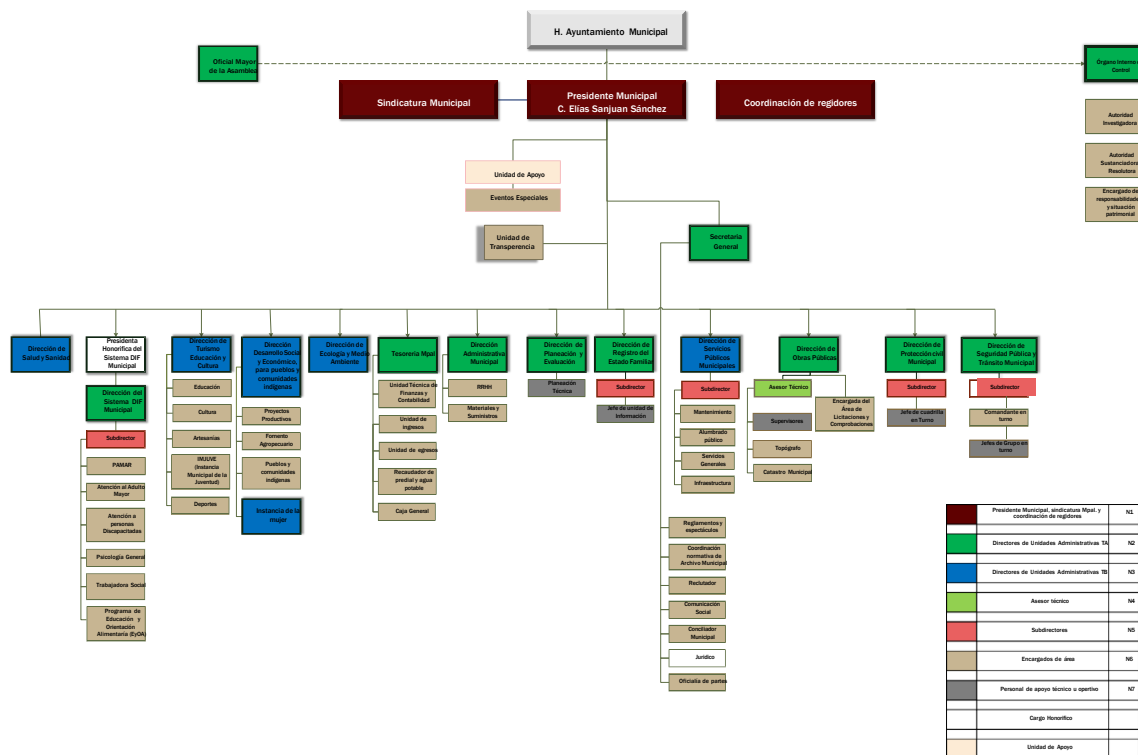 H. Ayuntamiento Municipal
Oficial Mayor
de la Asamblea
Órgano Interno
Control
Sindicatura Municipal
Presidente Municipal
C. Elías Sanjuan Sánchez
Coordinación de regidores
Autoridad
Investigadora
Autoridad
Sustanciadora
Resolutora
Encargado de
responsabilidade
y situación
patrimonial
Unidad de Apoyo
Eventos Especiales
Unidad de
Transperencia
Secretaria
General
Dirección de
Salud y Sanidad
Presidenta
Honorifica del
Sistema DIF
Municipal
Dirección del
Sistema DIF
Municipal
Subdirector
PAMAR
Atención al Adulto
Mayor
Atención a
personas
Discapacitadas
Psicología General
Trabajadora Social
Programa de
Educación y
Orientación
Alimentaria (EyOA)
Dirección de
Turismo
Educación y
Cultura
Educación
Cultura
Artesanías
IMJUVE (Instancia
Municipal de la
Juventud)
Deportes
Dirección
Desarrollo Social
y Económico,
para pueblos y
comunidades
indígenas
Proyectos
Productivos
Fomento
Agropecuario
Pueblos y
comunidades
indígenas
Instancia de la
mujer
Dirección de
Ecología y Medio
Ambiente
Tesorería Mpal
Unidad Técnica de
Finanzas y
Contabilidad
Unidad de
ingresos
Unidad de egresos
Recaudador de
predial y agua
potable
Caja General
Dirección
Administrativa
Municipal
RRHH
Materiales y
Suministros
Dirección de
Planeación y
Evaluación
Planeación
Técnica
Dirección de
Registro del
Estado Familiar
Subdirector
Jefe de unidad de
Información
Dirección de
Servicios
Públicos
Municipales
Subdirector
Mantenimiento
Alumbrado
público
Servicios
Generales
Infraestructura
Dirección de
Obras Públicas
Asesor Técnico
Supervisores
Topógrafo
Catastro Municipal
Encargada del
Área de
Licitaciones y
Comprobaciones
Dirección de
Protección civil
Municipal
Subdirector
Jefe de cuadrilla
en Turno
Dirección de
Seguridad Pública y
Tránsito Municipal
Subdirector
Comandante en
turno
Jefes de Grupo en
turno
Reglamentos y
espectáculos
Coordinación
normativa de
Archivo Municipal
Reclutador
Comunicación
Social
Conciliador
Municipal
Jurídico
Oficialia de partes
Presidente Municipal, sindicatura Mpal. y
coordinación de regidores N1
Directores de Unidades Administrativas TA N2
Directores de Unidades Administrativas TB N3
Asesor técnico N4
Subdirectores N5
Encargados de área N6
Personal de apoyo técnico u opertivo N7
Cargo Honorífico
Unidad de Apoyo